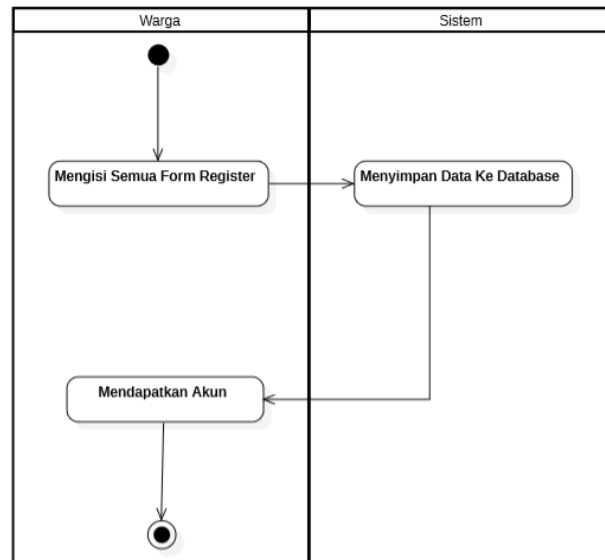 Warga
Sistem
Mengisi Semua Form Register
Menyimpan Data Ke Database
Mendapatkan Akun